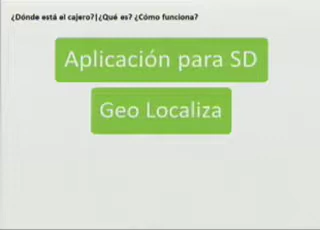 ¿Dónde está el cajero?|¿Qué es? ¿Cómo funciona?
Aplicación para SD
Geo Localiza